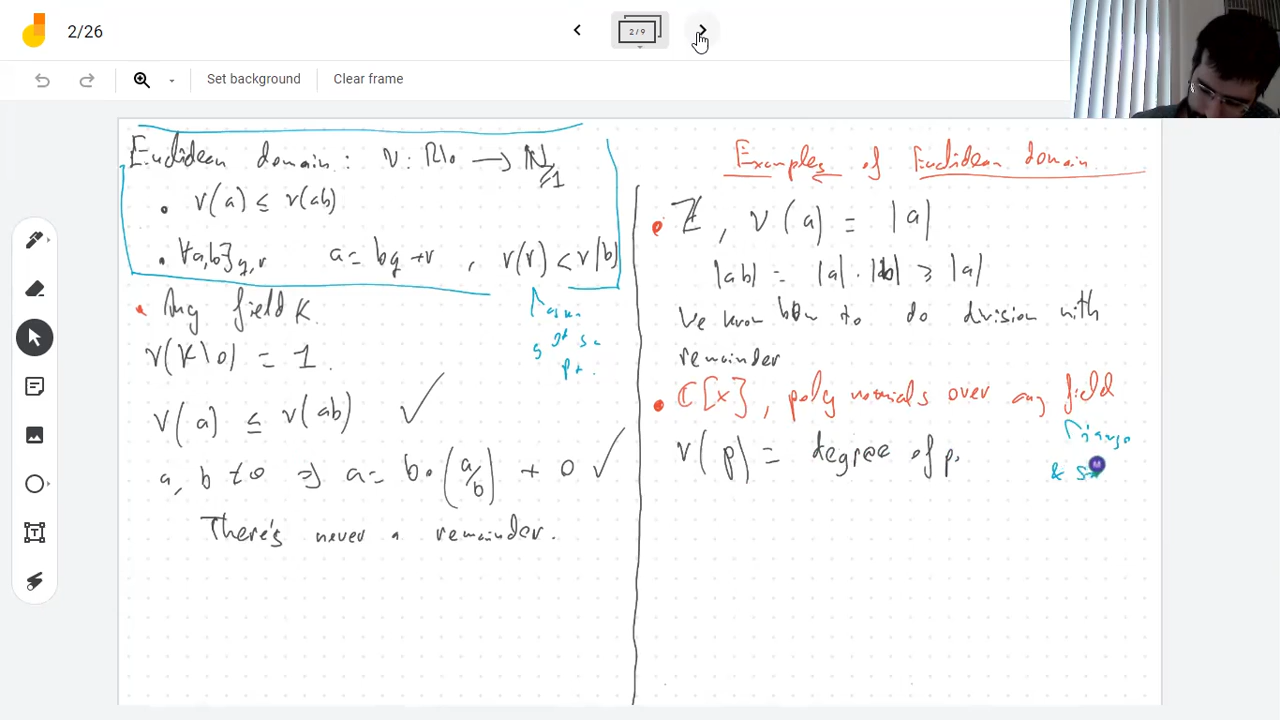 2/26
2/9
Set background
Clear frame
Euclidean domain : ν : R\0 → ℕ≥1
• ν(a) ≤ ν(ab)
• ∀a,b ∃ q,r a = bq + r , ν(r) < ν(b)
• Any field K.
ν(K\0) = 1.
ν(a) ≤ ν(ab) ✓
a, b ≠ 0 ⇒ a = b·(a/b) + 0 ✓
There's never a remainder.
Examples of Euclidean domain
• ℤ, ν(a) = |a|
|ab| = |a|·|b| ≥ |a|
We know how to do division with
remainder
• ℂ[x], polynomials over any field
ν(p) = degree of p.
&
M